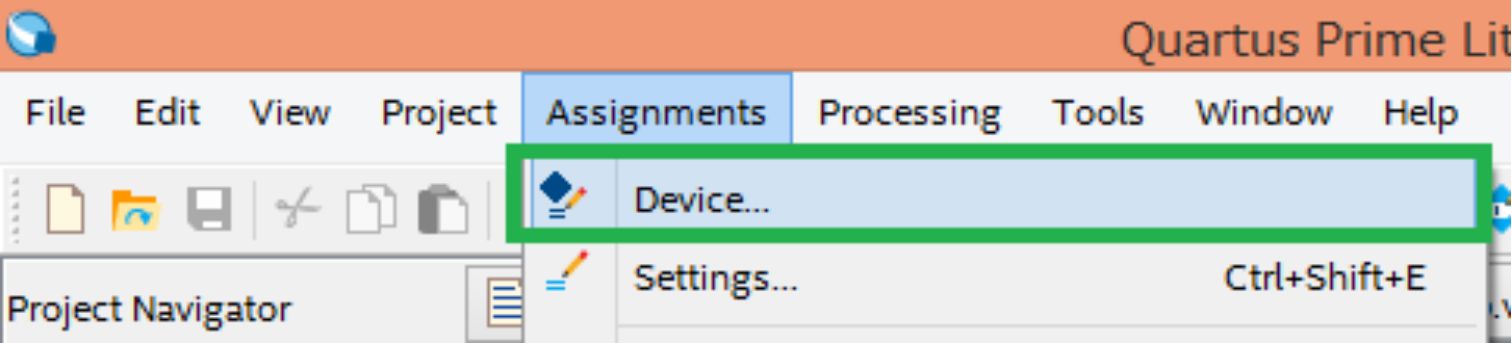 Quartus Prime Lit
File Edit View Project Assignments Processing Tools Window Help
Device...
Settings... Ctrl+Shift+E
Project Navigator